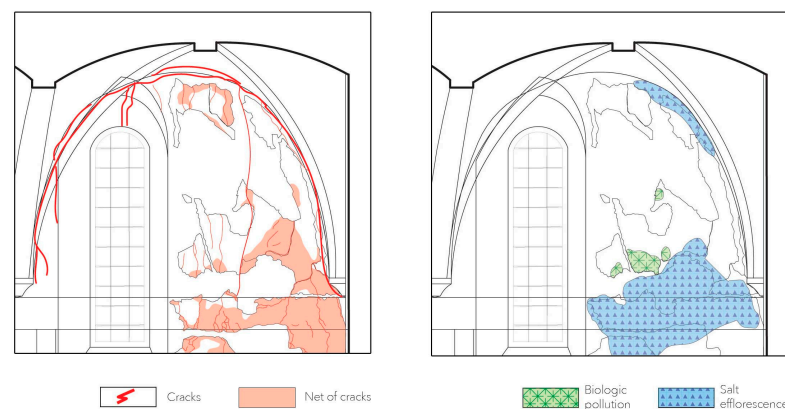 Cracks
Net of cracks
Biologic
pollution
Salt
efflorescence